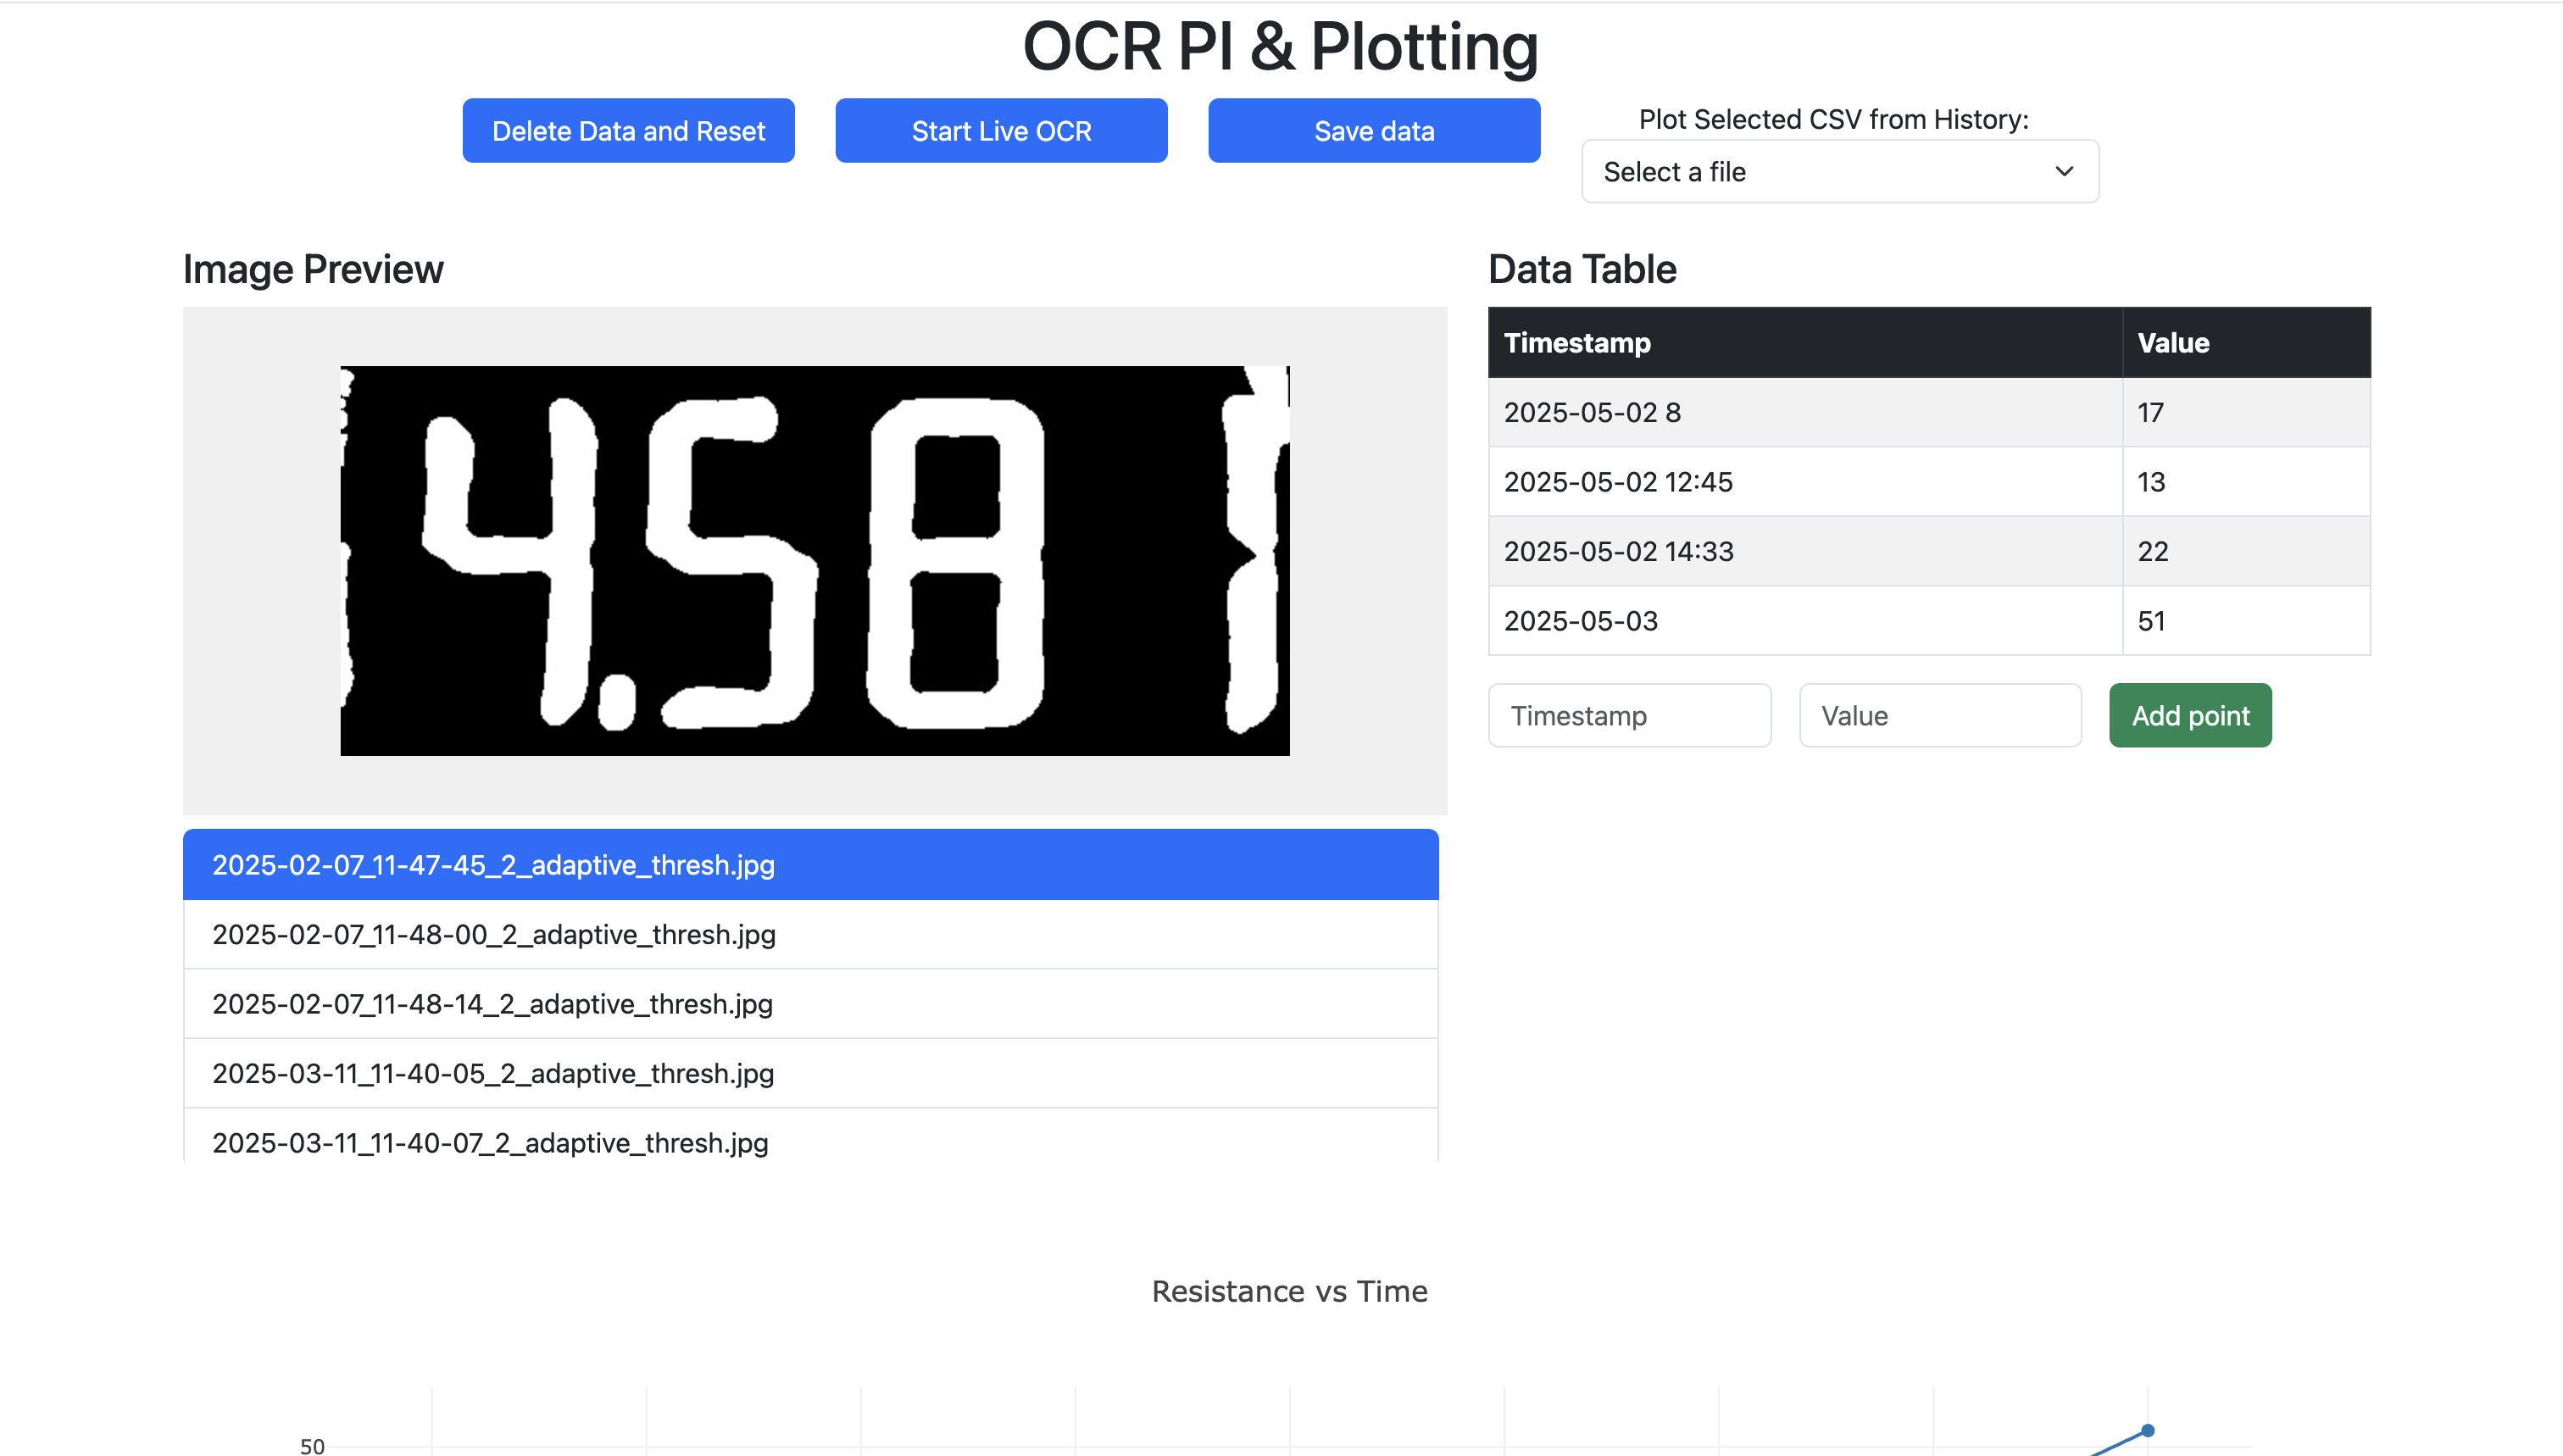 OCR PI & Plotting
Delete Data and Reset
Start Live OCR
Save data
Plot Selected CSV from History:
Select a file
Image Preview
4.58
2025-02-07_11-47-45_2_adaptive_thresh.jpg
2025-02-07_11-48-00_2_adaptive_thresh.jpg
2025-02-07_11-48-14_2_adaptive_thresh.jpg
2025-03-11_11-40-05_2_adaptive_thresh.jpg
2025-03-11_11-40-07_2_adaptive_thresh.jpg
Data Table
Timestamp Value
2025-05-02 8 17
2025-05-02 12:45 13
2025-05-02 14:33 22
2025-05-03 51
Timestamp Value Add point
Resistance vs Time
50